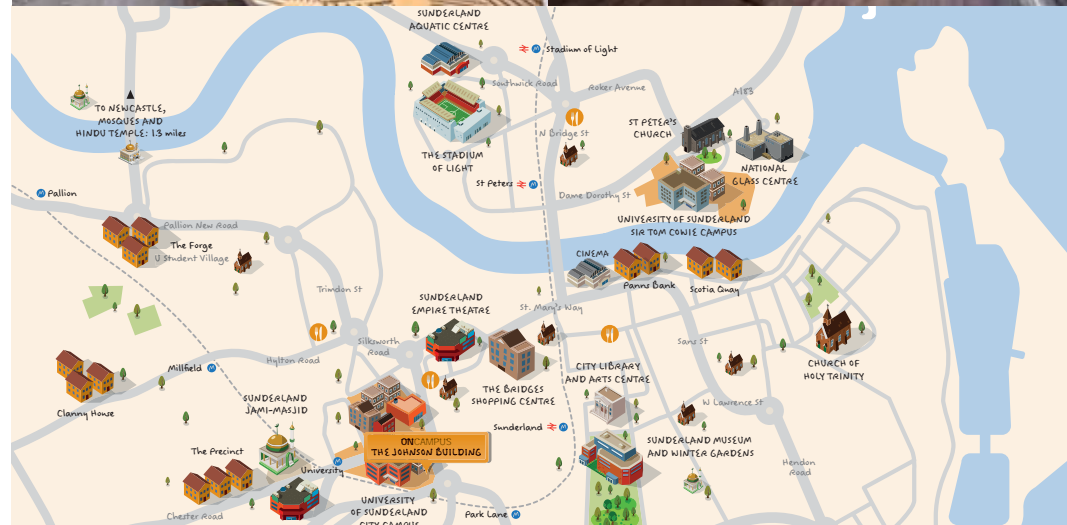 SUNDERLAND
AQUATIC CENTRE
Stadium of Light
Southwick Road
Roker Avenue
A183
TO NEWCASTLE,
MOSQUES AND
HINDU TEMPLE: 1.3 miles
N Bridge St
ST PETER'S
CHURCH
THE STADIUM
OF LIGHT
NATIONAL
GLASS CENTRE
St Peters
Pallion
Dame Dorothy St
UNIVERSITY OF SUNDERLAND
SIR TOM COWIE CAMPUS
Pallion New Road
The Forge
U Student Village
CINEMA
Panns Bank
Scotia Quay
Trimdon St
SUNDERLAND
EMPIRE THEATRE
St. Mary's Way
Silksworth
Road
Sans St
Hylton Road
Millfield
CITY LIBRARY
AND ARTS CENTRE
CHURCH OF
HOLY TRINITY
THE BRIDGES
SHOPPING CENTRE
Clanny House
SUNDERLAND
JAMI-MASJID
W Lawrence St
Sunderland
ONCAMPUS
THE JOHNSON BUILDING
SUNDERLAND MUSEUM
AND WINTER GARDENS
The Precinct
University
Hendon
Road
UNIVERSITY
OF SUNDERLAND
CITY CAMPUS
Chester Road
Park Lane